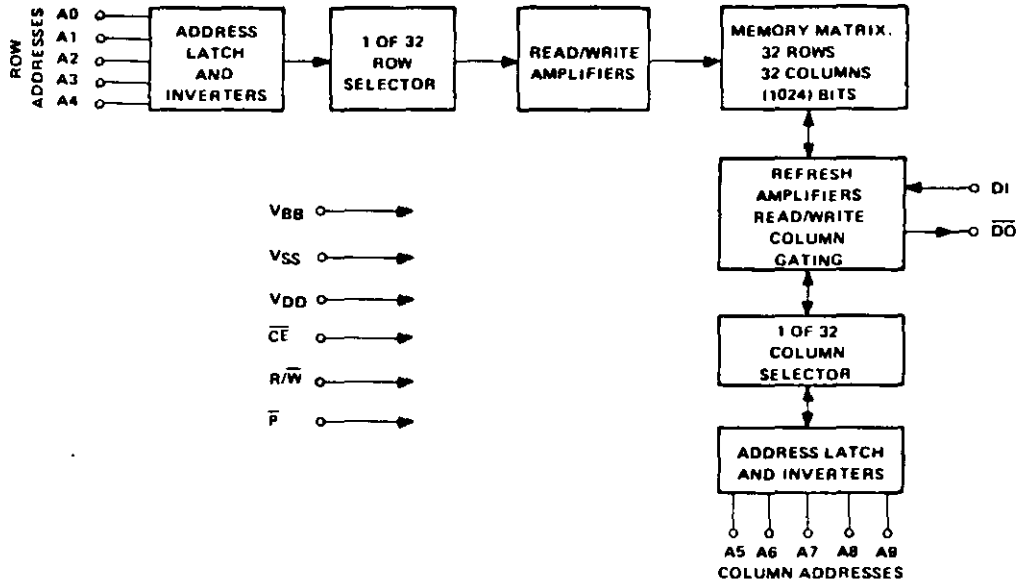 ROW
ADDRESSES
A0
A1
A2
A3
A4
ADDRESS
LATCH
AND
INVERTERS
1 OF 32
ROW
SELECTOR
READ/WRITE
AMPLIFIERS
MEMORY MATRIX.
32 ROWS
32 COLUMNS
(1024) BITS
REFRESH
AMPLIFIERS
READ/WRITE
COLUMN
GATING
DI
D̅O̅
VBB
VSS
VDD
C̅E̅
R/W̅
P̅
1 OF 32
COLUMN
SELECTOR
ADDRESS LATCH
AND INVERTERS
A5 A6 A7 A8 A9
COLUMN ADDRESSES